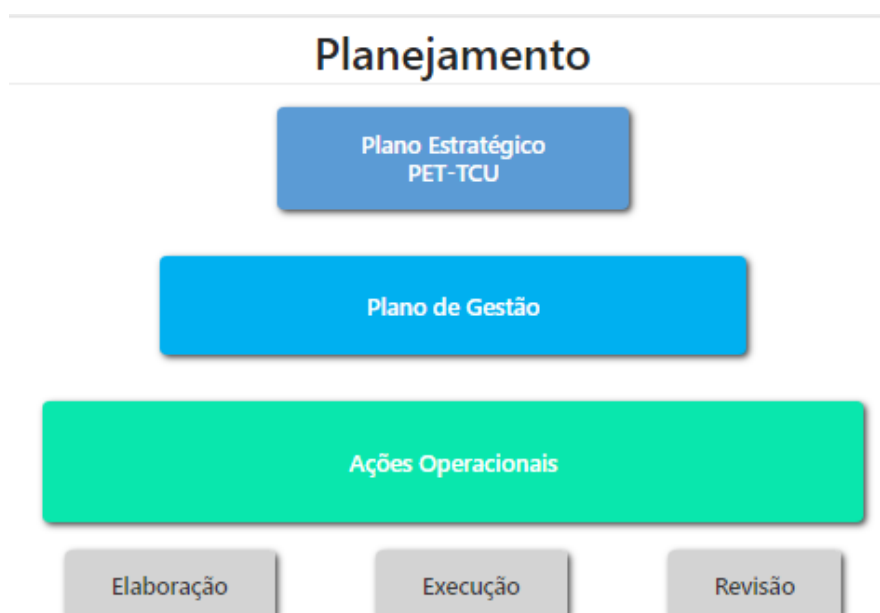 Planejamento
Plano Estratégico
PET-TCU
Plano de Gestão
Ações Operacionais
Elaboração
Execução
Revisão